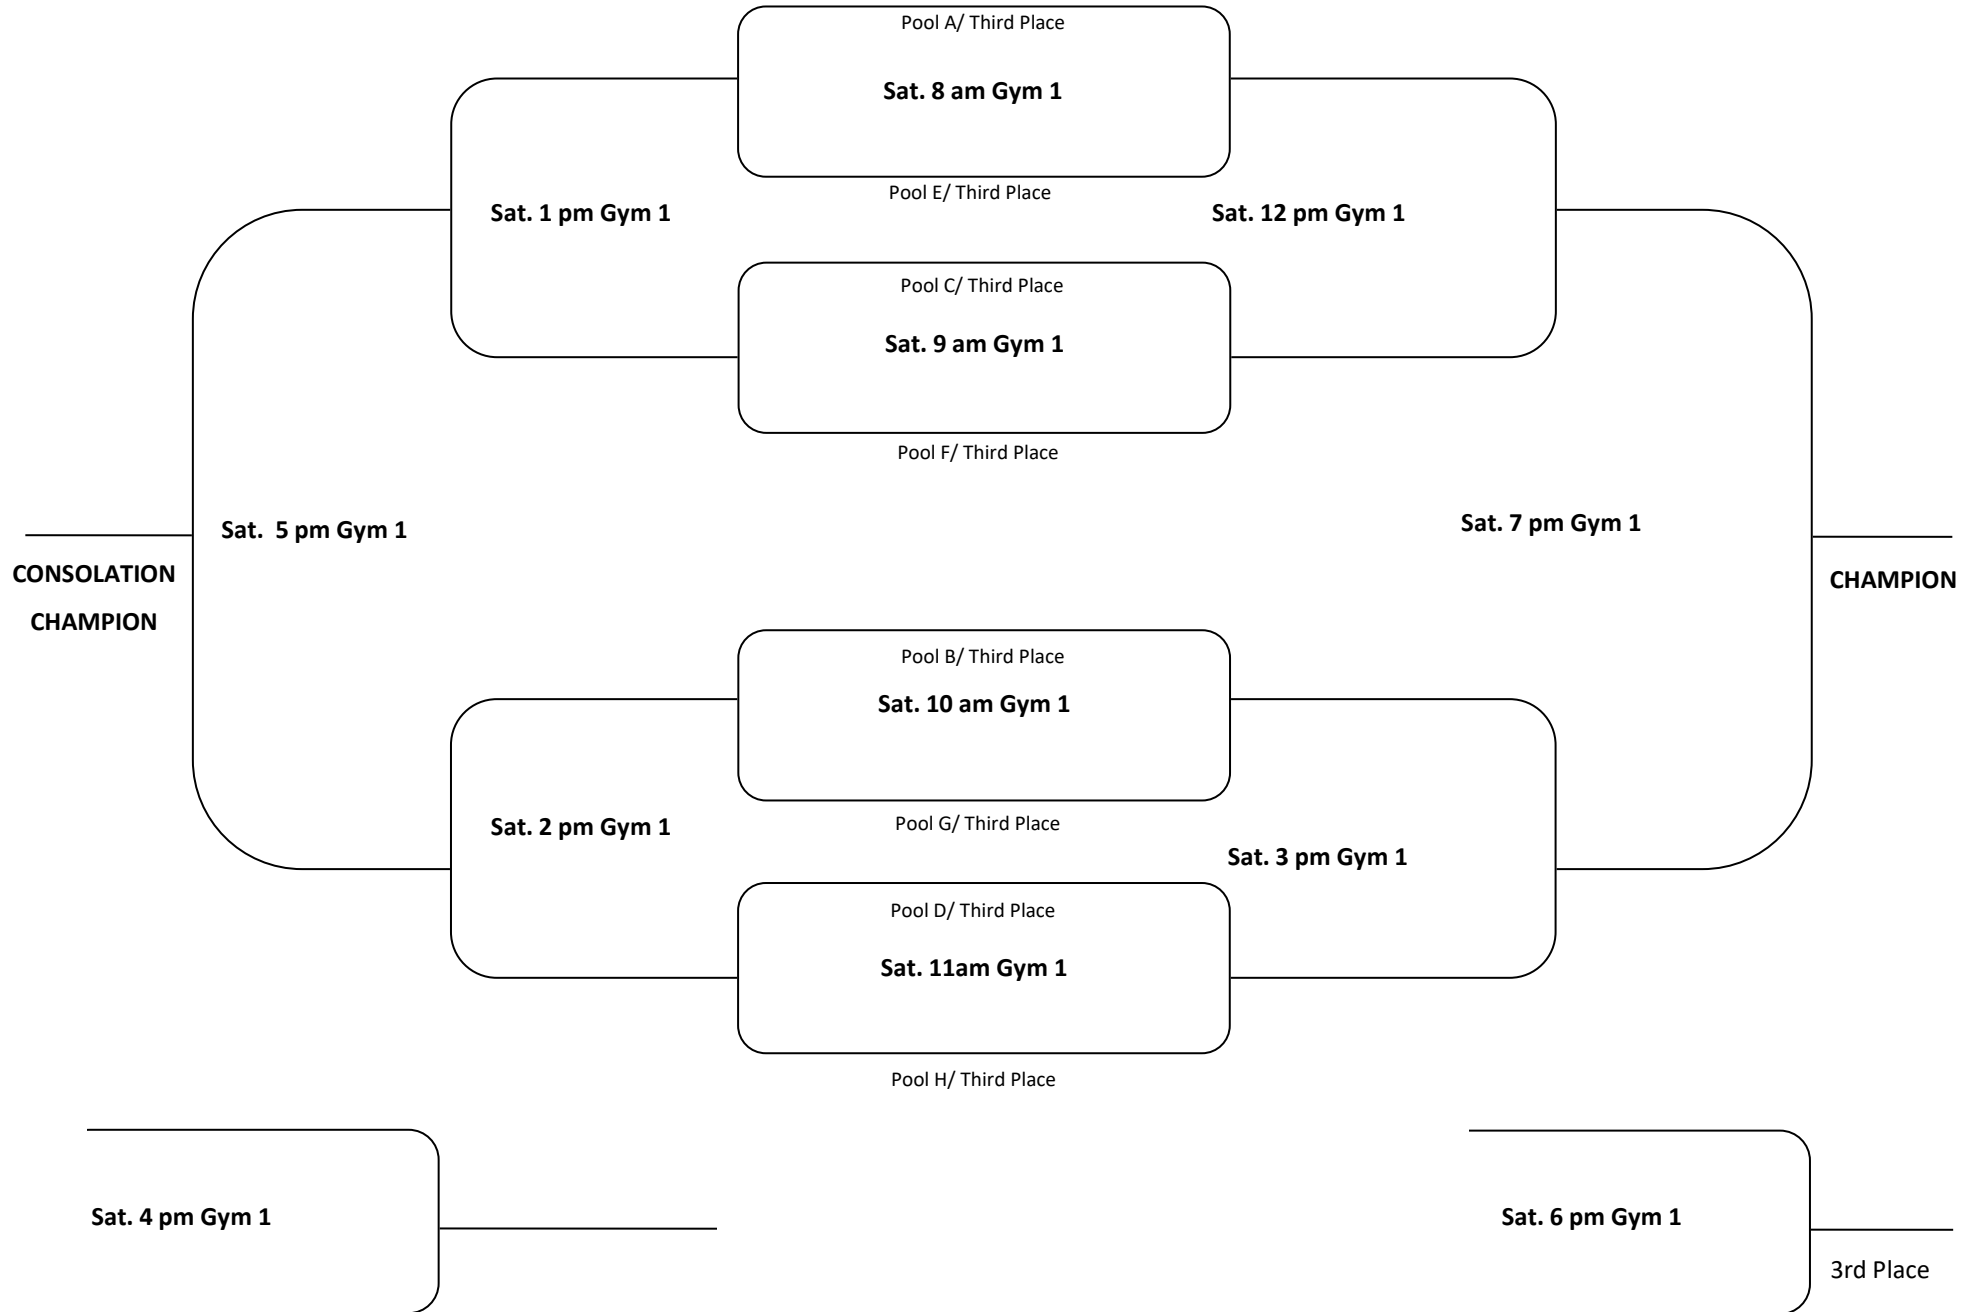 Pool A/ Third Place
Sat. 8 am Gym 1
Pool E/ Third Place
Sat. 1 pm Gym 1
Sat. 12 pm Gym 1
Pool C/ Third Place
Sat. 9 am Gym 1
Pool F/ Third Place
Sat.  5 pm Gym 1
Sat. 7 pm Gym 1
CONSOLATION
CHAMPION
CHAMPION
Pool B/ Third Place
Sat. 10 am Gym 1
Pool G/ Third Place
Sat. 2 pm Gym 1
Sat. 3 pm Gym 1
Pool D/ Third Place
Sat. 11am Gym 1
Pool H/ Third Place
Sat. 4 pm Gym 1
Sat. 6 pm Gym 1
3rd Place